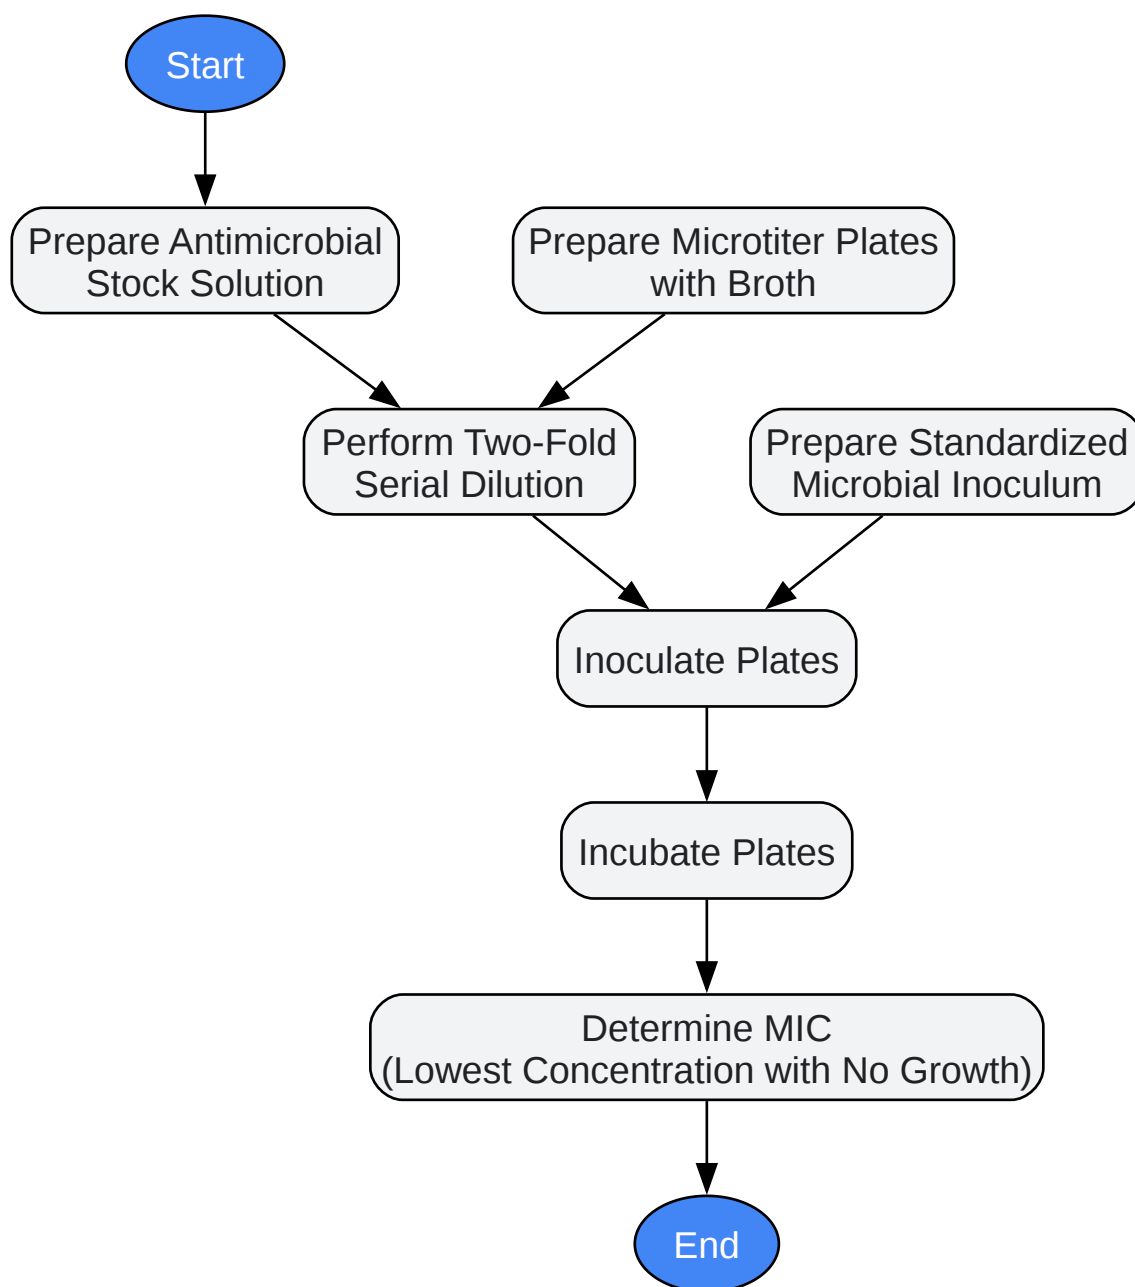 Start
Prepare Antimicrobial
Stock Solution
Prepare Microtiter Plates
with Broth
Perform Two-Fold
Serial Dilution
Prepare Standardized
Microbial Inoculum
Inoculate Plates
Incubate Plates
Determine MIC
(Lowest Concentration with No Growth)
End